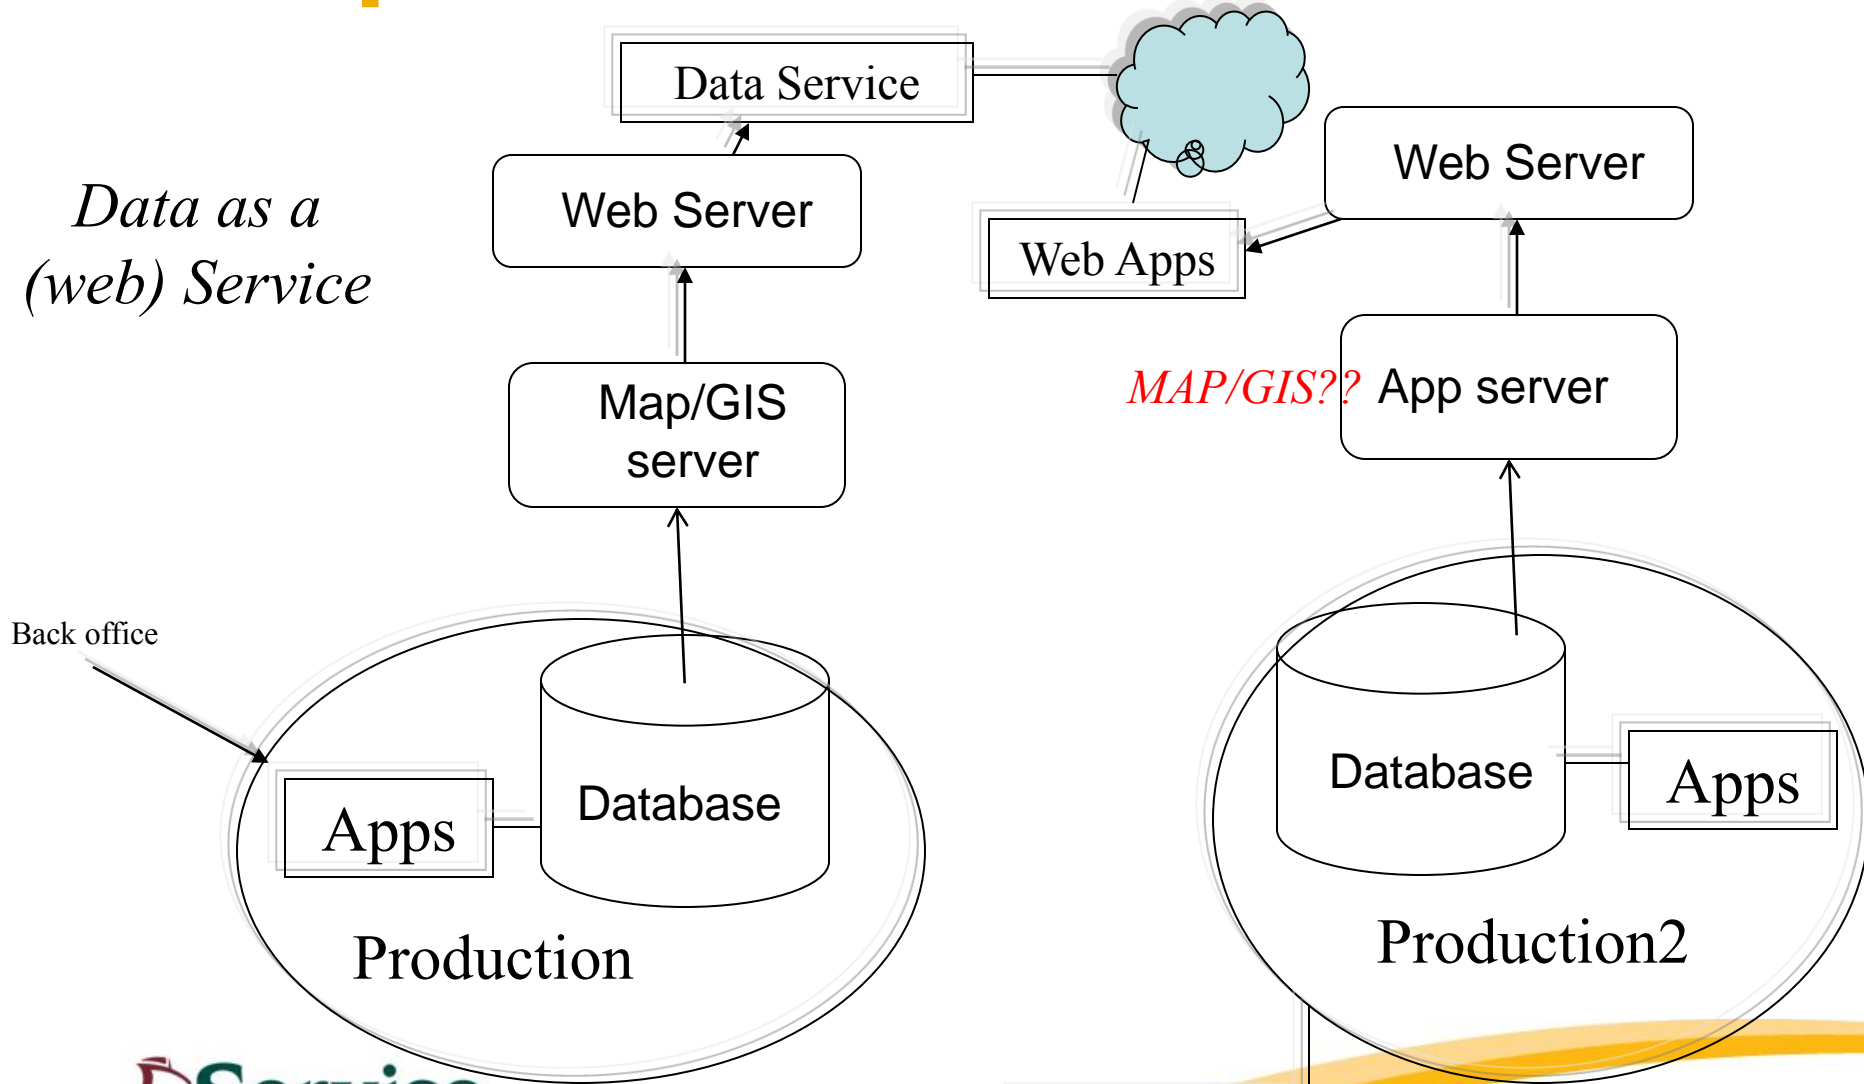 Data Service
Web Server
Web Server
Data as a
(web) Service
Web Apps
Map/GIS
server
MAP/GIS??
App server
Back office
Database
Apps
Database
Apps
Production
Production2